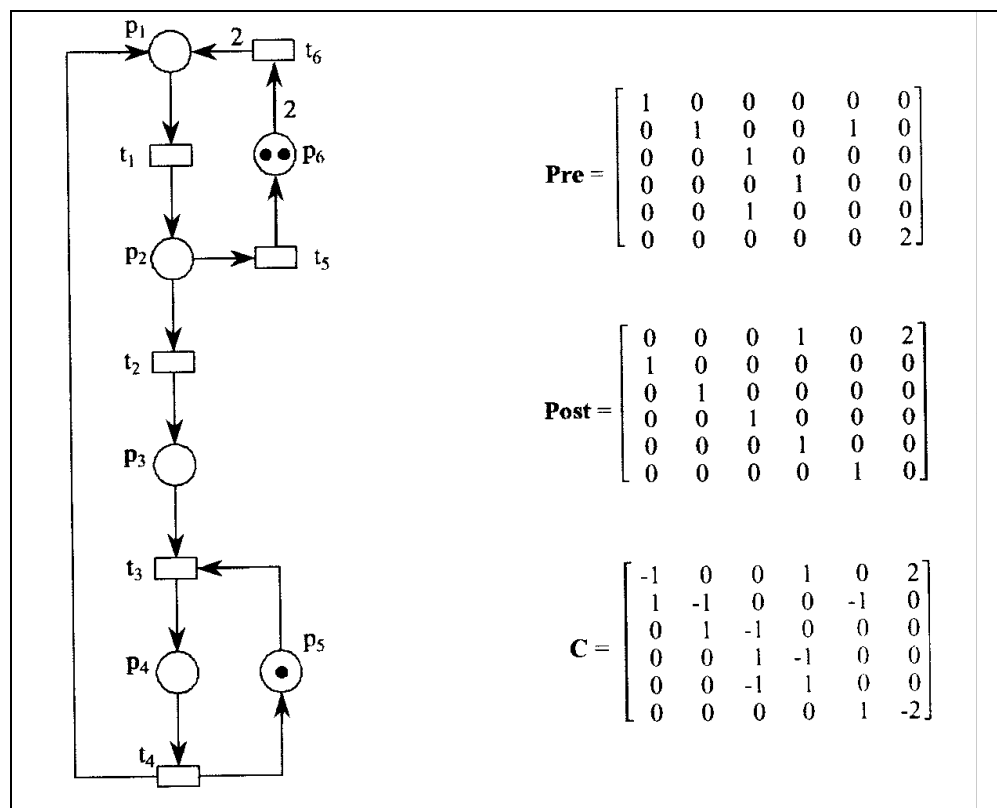 p1
2
t6
2
t1
p6
p2
t5
t2
p3
t3
p5
p4
t4
Pre =
1 0 0 0 0 0
0 1 0 0 1 0
0 0 1 0 0 0
0 0 0 1 0 0
0 0 1 0 0 0
0 0 0 0 0 2
Post =
0 0 0 1 0 2
1 0 0 0 0 0
0 1 0 0 0 0
0 0 1 0 0 0
0 0 0 1 0 0
0 0 0 0 1 0
C =
-1 0 0 1 0 2
1 -1 0 0 -1 0
0 1 -1 0 0 0
0 0 1 -1 0 0
0 0 -1 1 0 0
0 0 0 0 1 -2